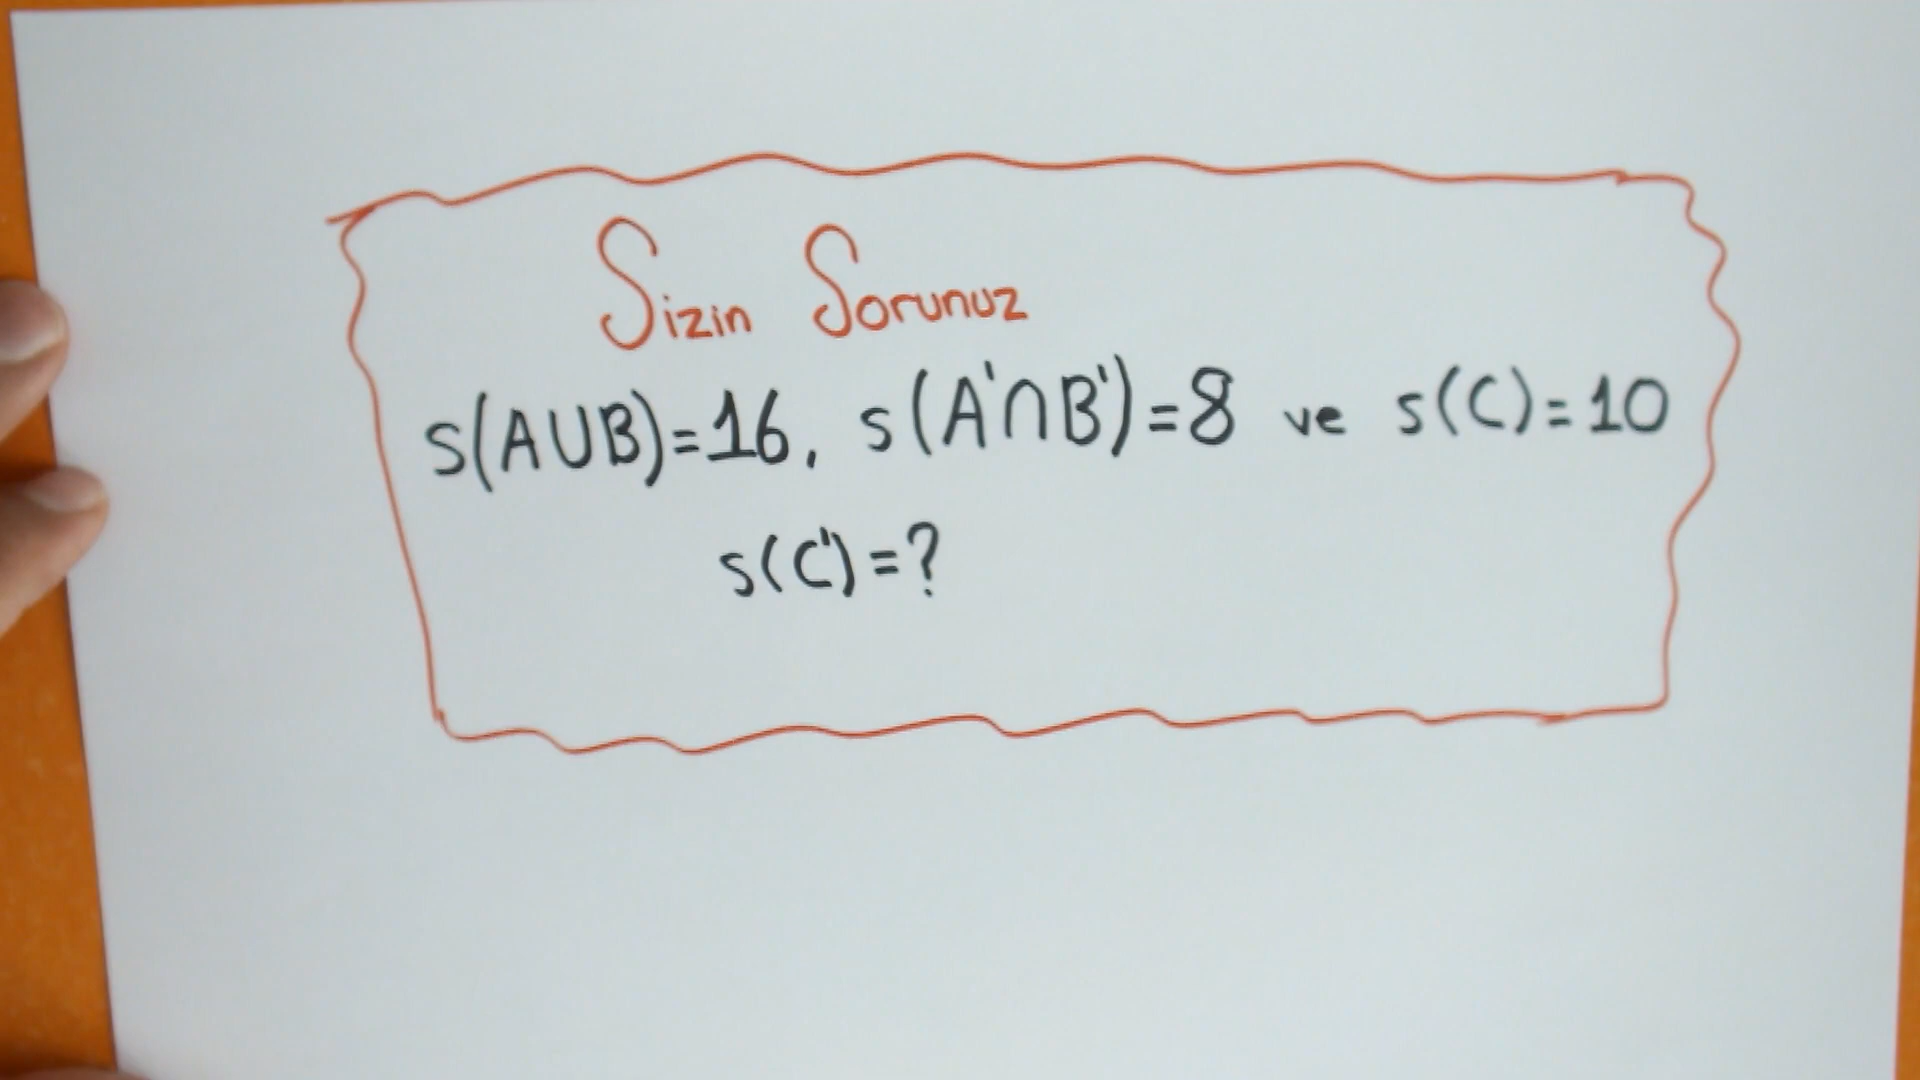 Sizin Sorunuz
s(A∪B)=16, s(A'∩B')=8 ve s(C)=10
s(C')=?